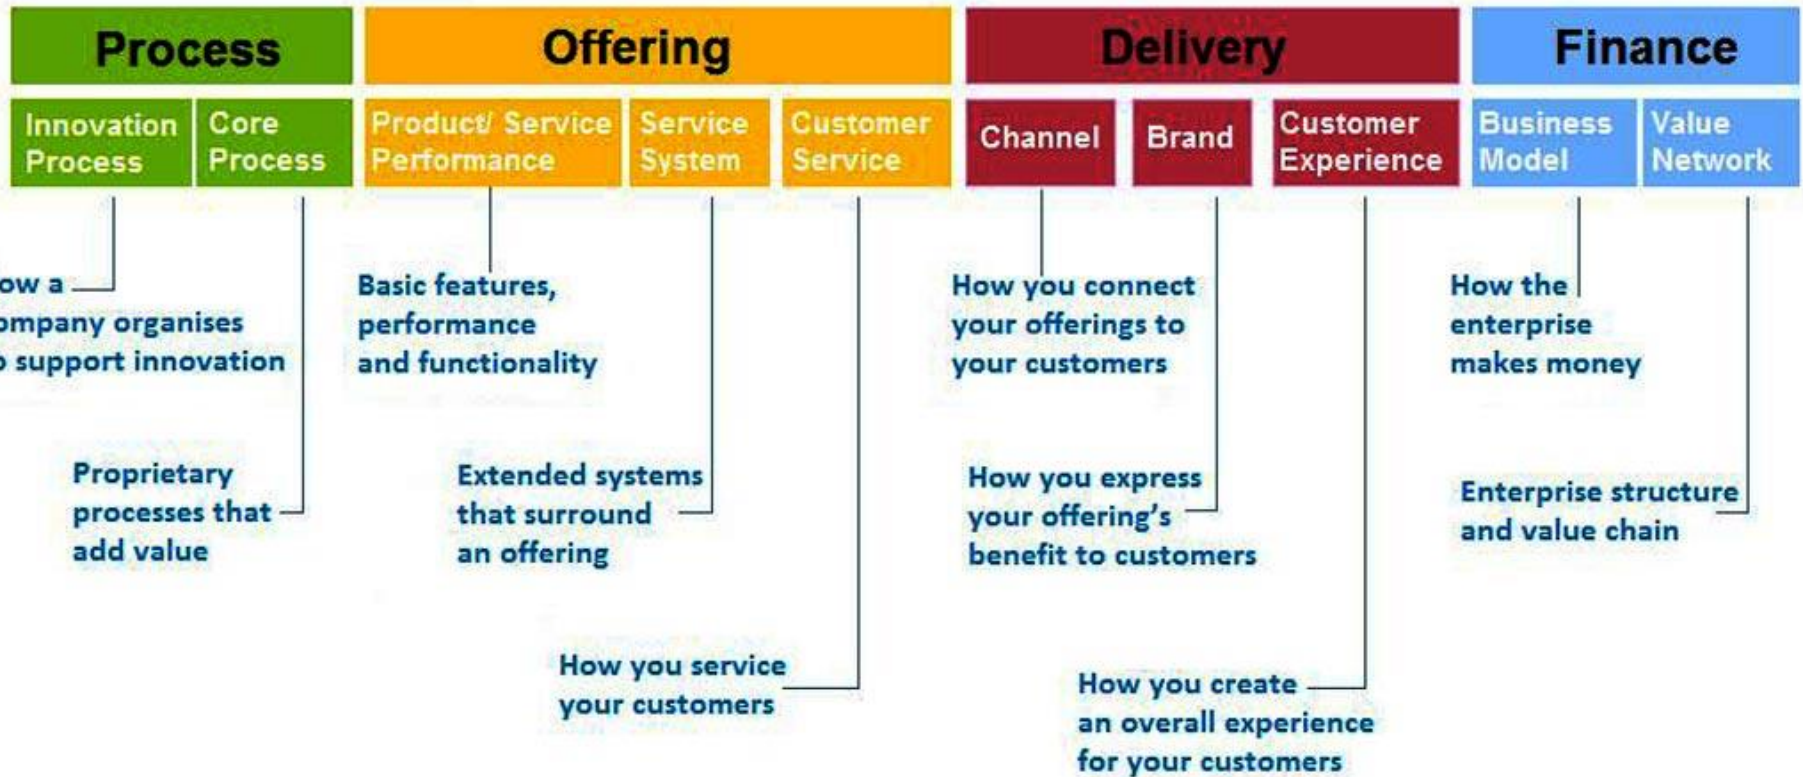 Process
Offering
Delivery
Finance
Innovation
Process
Core
Process
Product/ Service
Performance
Service
System
Customer
Service
Channel
Brand
Customer
Experience
Business
Model
Value
Network
ow a
ompany organises
o support innovation
Proprietary
processes that
add value
Basic features,
performance
and functionality
Extended systems
that surround
an offering
How you service
your customers
How you connect
your offerings to
your customers
How you express
your offering's
benefit to customers
How you create
an overall experience
for your customers
How the
enterprise
makes money
Enterprise structure
and value chain